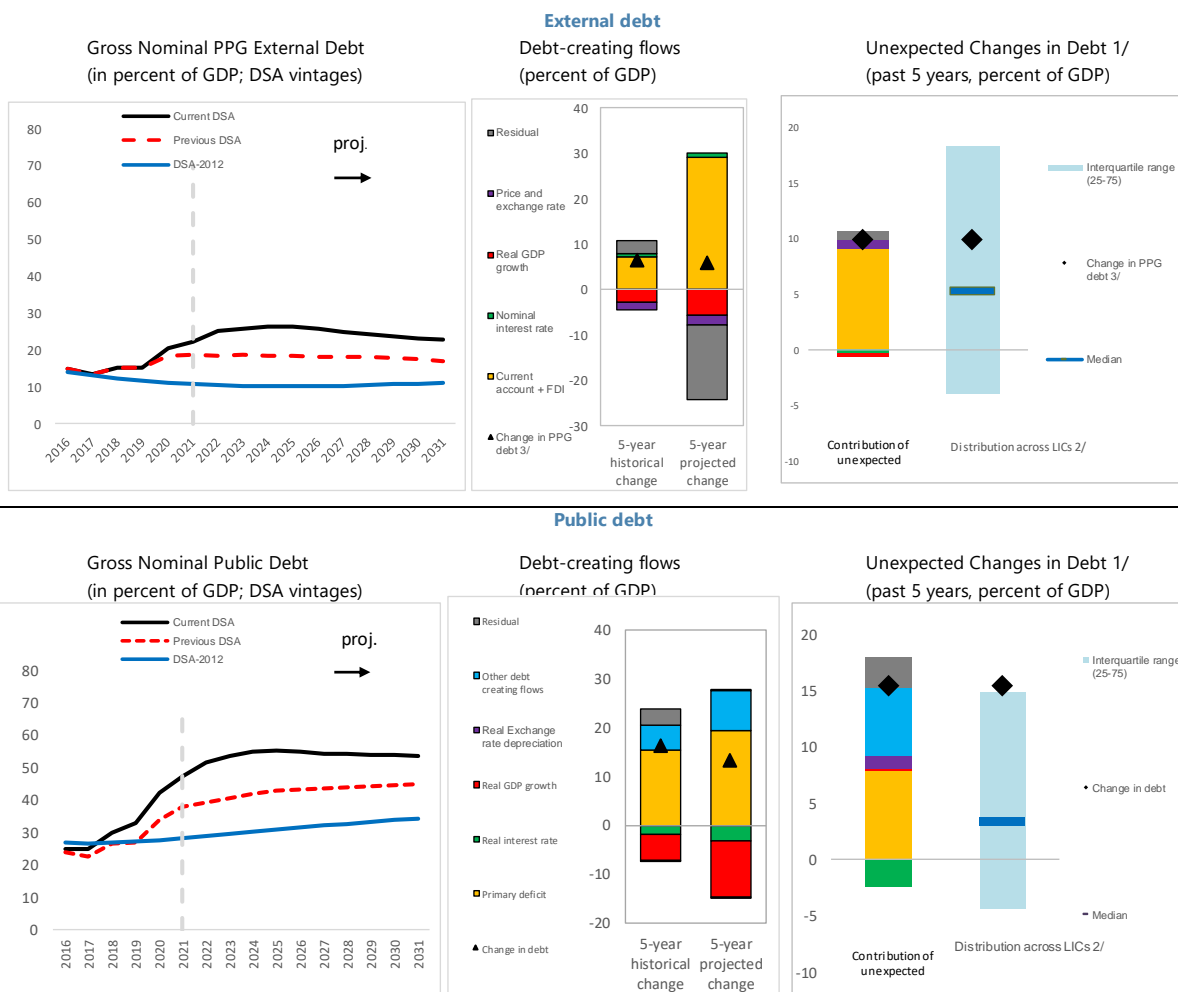 External debt
Gross Nominal PPG External Debt
(in percent of GDP; DSA vintages)
Debt-creating flows
(percent of GDP)
Unexpected Changes in Debt 1/
(past 5 years, percent of GDP)
Current DSA
Previous DSA
DSA-2012
proj.
80
70
60
50
40
30
20
10
0
2016
2017
2018
2019
2020
2021
2022
2023
2024
2025
2026
2027
2028
2029
2030
2031
Residual
Price and
exchange rate
Real GDP
growth
Nominal
interest rate
Current
account + FDI
Change in PPG
debt 3/
40
30
20
10
0
-10
-20
-30
5-year
historical
change
5-year
projected
change
20
15
10
5
0
-5
-10
Contribution of
unexpected
Distribution across LICs 2/
Interquartile range
(25-75)
Change in PPG
debt 3/
Median
Public debt
Gross Nominal Public Debt
(in percent of GDP; DSA vintages)
Debt-creating flows
(percent of GDP)
Unexpected Changes in Debt 1/
(past 5 years, percent of GDP)
Current DSA
Previous DSA
DSA-2012
proj.
80
70
60
50
40
30
20
10
0
2016
2017
2018
2019
2020
2021
2022
2023
2024
2025
2026
2027
2028
2029
2030
2031
Residual
Other debt
creating flows
Real Exchange
rate depreciation
Real GDP growth
Real interest rate
Primary deficit
Change in debt
40
30
20
10
0
-10
-20
5-year
historical
change
5-year
projected
change
20
15
10
5
0
-5
-10
Contribution of
unexpected
Distribution across LICs 2/
Interquartile range
(25-75)
Change in debt
Median